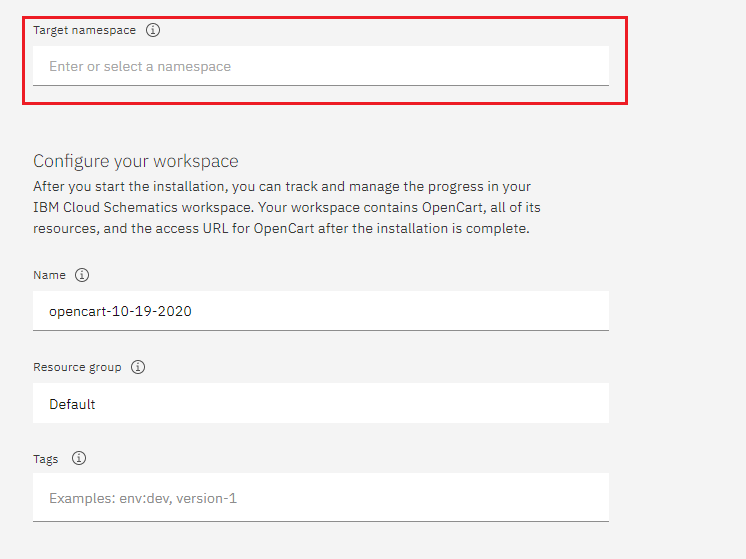 Target namespace
Enter or select a namespace
Configure your workspace
After you start the installation, you can track and manage the progress in your
IBM Cloud Schematics workspace. Your workspace contains OpenCart, all of its
resources, and the access URL for OpenCart after the installation is complete.
Name
opencart-10-19-2020
Resource group
Default
Tags
Examples: env:dev, version-1